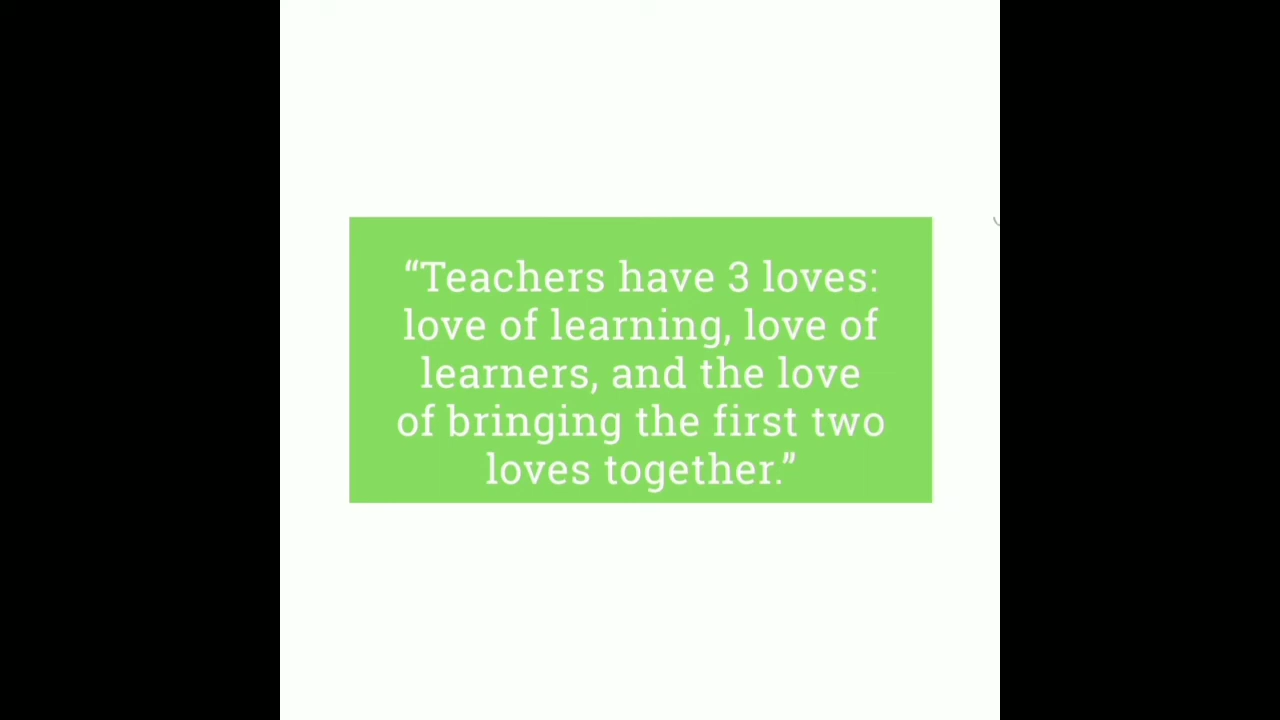 “Teachers have 3 loves:
love of learning, love of
learners, and the love
of bringing the first two
loves together.”